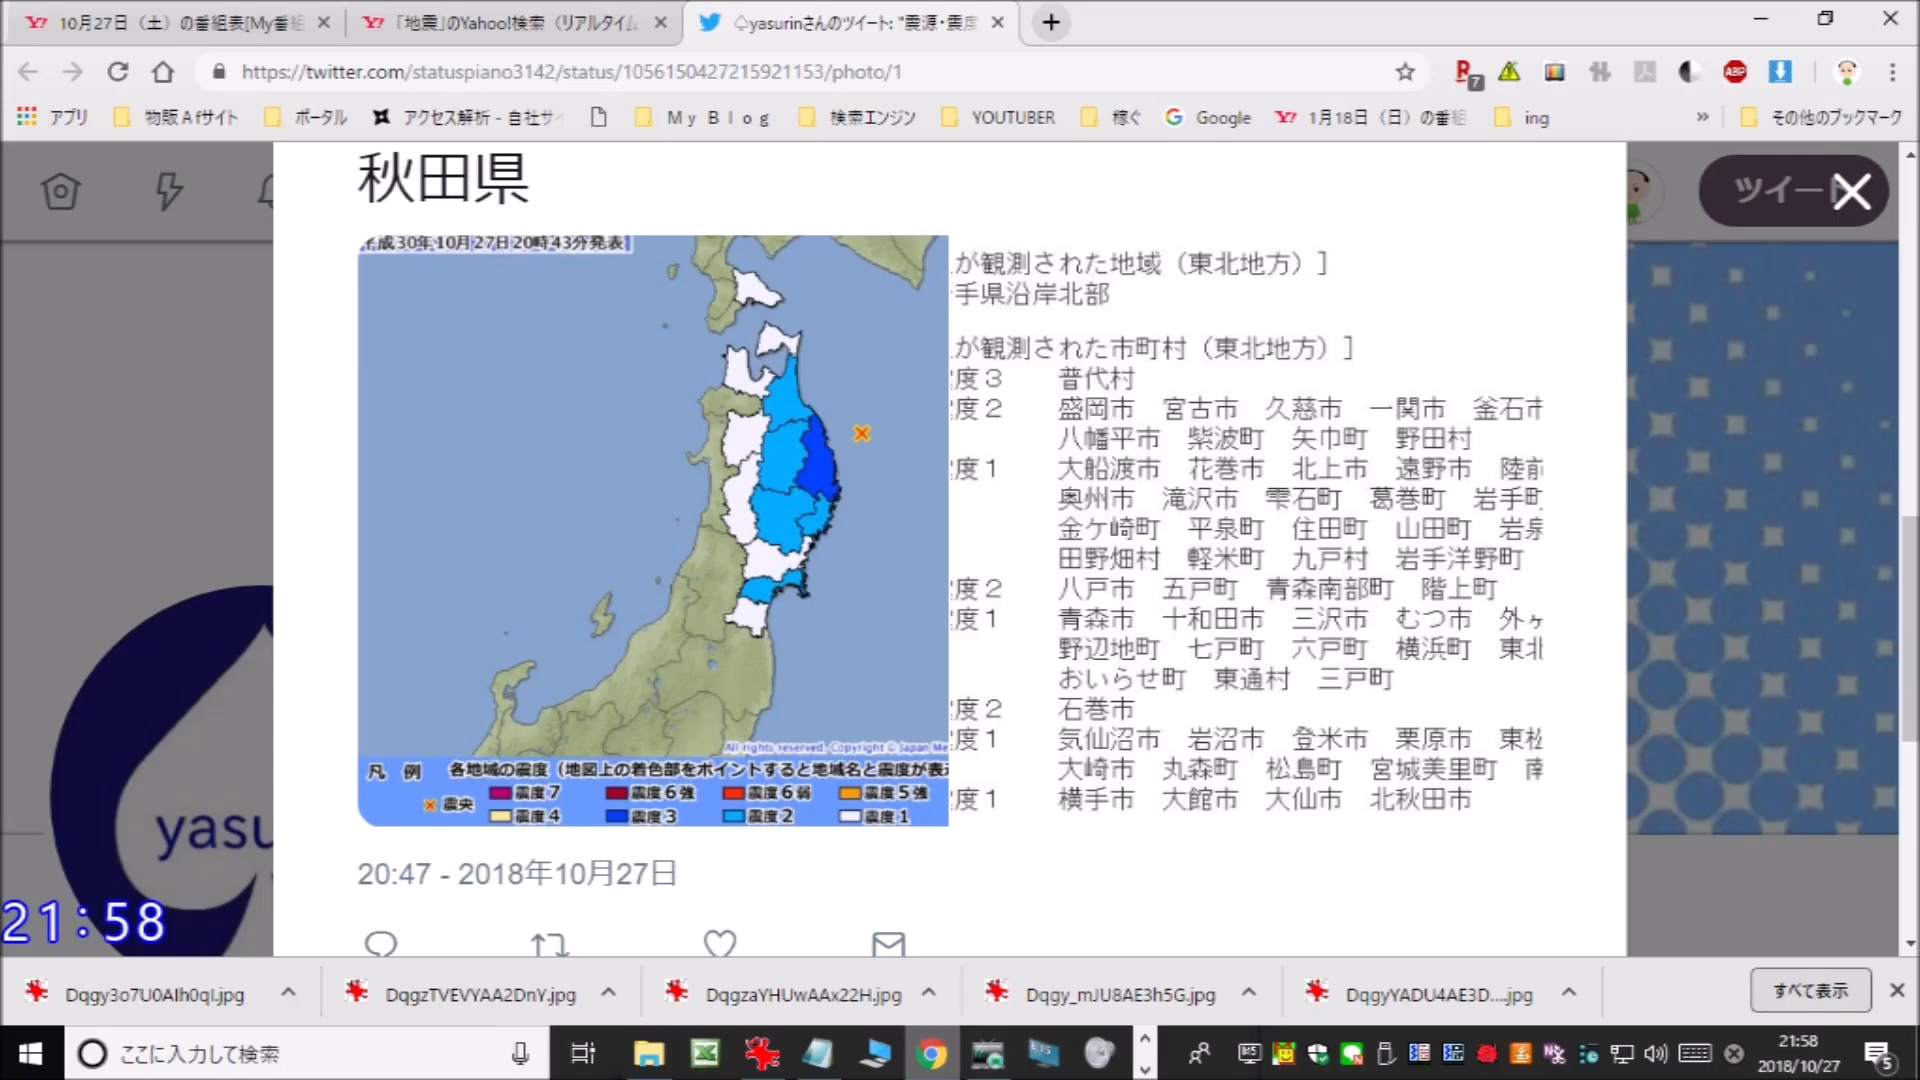 10月27日（土）の番組表[My番組
「地震」のYahoo!検索（リアルタイム
♤yasurinさんのツイート: "震源・震度
https://twitter.com/statuspiano3142/status/1056150427215921153/photo/1
アプリ 物販Afサイト ポータル アクセス解析 - 自社サイ Ｍｙ Ｂｌｏｇ 検索エンジン YOUTUBER 稼ぐ Google 1月18日（日）の番組 ing » その他のブックマーク
秋田県
ツイート
平成30年10月27日20時43分発表
が観測された地域（東北地方）］
手県沿岸北部
が観測された市町村（東北地方）］
度３ 普代村
度２ 盛岡市 宮古市 久慈市 一関市 釜石市
八幡平市 紫波町 矢巾町 野田村
度１ 大船渡市 花巻市 北上市 遠野市 陸前
奥州市 滝沢市 雫石町 葛巻町 岩手町
金ケ崎町 平泉町 住田町 山田町 岩泉
田野畑村 軽米町 九戸村 岩手洋野町
度２ 八戸市 五戸町 青森南部町 階上町
度１ 青森市 十和田市 三沢市 むつ市 外ヶ
野辺地町 七戸町 六戸町 横浜町 東北
おいらせ町 東通村 三戸町
度２ 石巻市
度１ 気仙沼市 岩沼市 登米市 栗原市 東松
大崎市 丸森町 松島町 宮城美里町 南
度１ 横手市 大館市 大仙市 北秋田市
All rights reserved. Copyright © Japan Me
凡 例 各地域の震度（地図上の着色部をポイントすると地域名と震度が表示
震央 震度７ 震度６強 震度６弱 震度５強
震度４ 震度３ 震度２ 震度１
20:47 - 2018年10月27日
yasu
21:58
Dqgy3o7U0AIh0qI.jpg DqgzTVEVYAA2DnY.jpg DqgzaYHUwAAx22H.jpg Dqgy_mJU8AE3h5G.jpg DqgyYADU4AE3D....jpg すべて表示
ここに入力して検索
21:58
2018/10/27
5